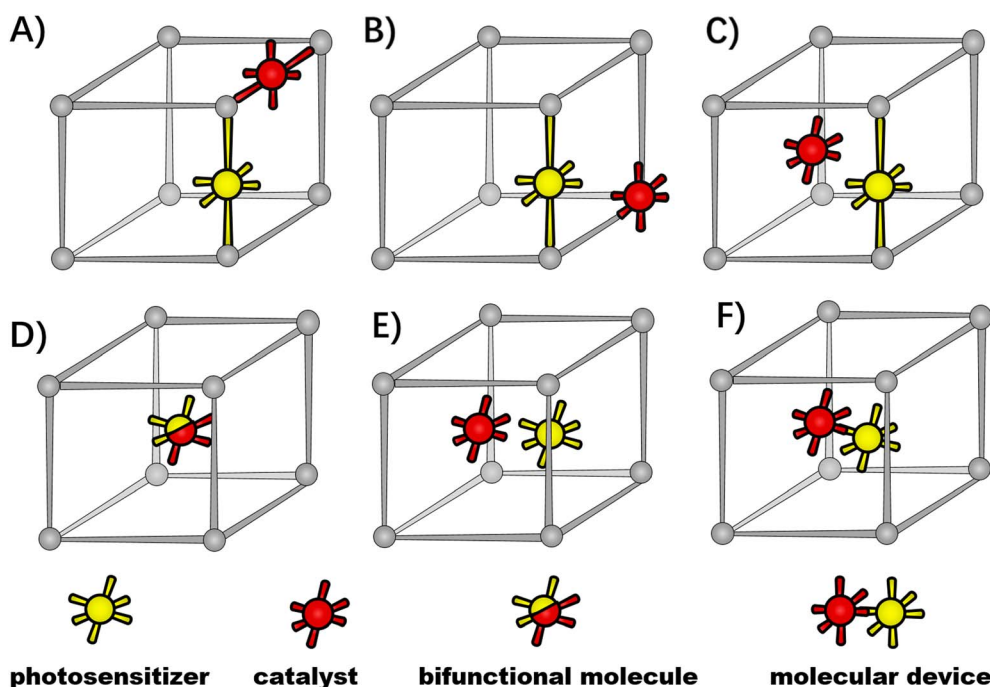 A) B) C)
D) E) F)
photosensitizer catalyst bifunctional molecule molecular device